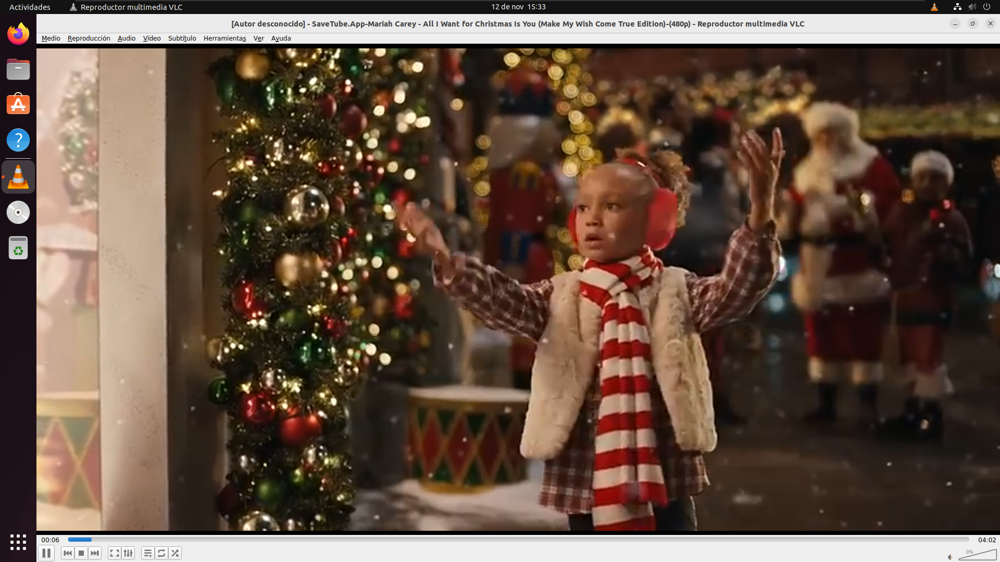 Actividades
Reproductor multimedia VLC
12 de nov 15:33
[Autor desconocido] - SaveTube.App-Mariah Carey - All I Want for Christmas Is You (Make My Wish Come True Edition)-(480p) - Reproductor multimedia VLC
Medio Reproducción Audio Vídeo Subtítulo Herramientas Ver Ayuda
00:06
04:02
0%